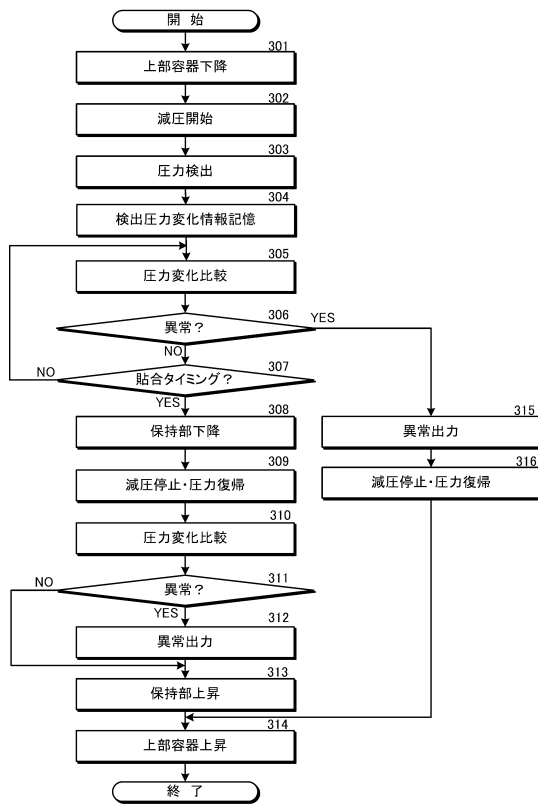 開 始
301
上部容器下降
302
減圧開始
303
圧力検出
304
検出圧力変化情報記憶
305
圧力変化比較
306
異常？
YES
NO
307
貼合タイミング？
NO
YES
308
保持部下降
315
異常出力
309
減圧停止・圧力復帰
316
減圧停止・圧力復帰
310
圧力変化比較
311
異常？
NO
YES
312
異常出力
313
保持部上昇
314
上部容器上昇
終 了